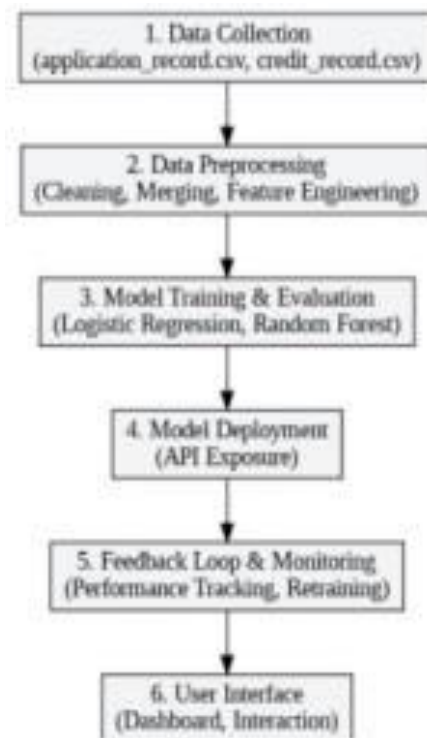 1. Data Collection
(application_record.csv, credit_record.csv)
2. Data Preprocessing
(Cleaning, Merging, Feature Engineering)
3. Model Training & Evaluation
(Logistic Regression, Random Forest)
4. Model Deployment
(API Exposure)
5. Feedback Loop & Monitoring
(Performance Tracking, Retraining)
6. User Interface
(Dashboard, Interaction)